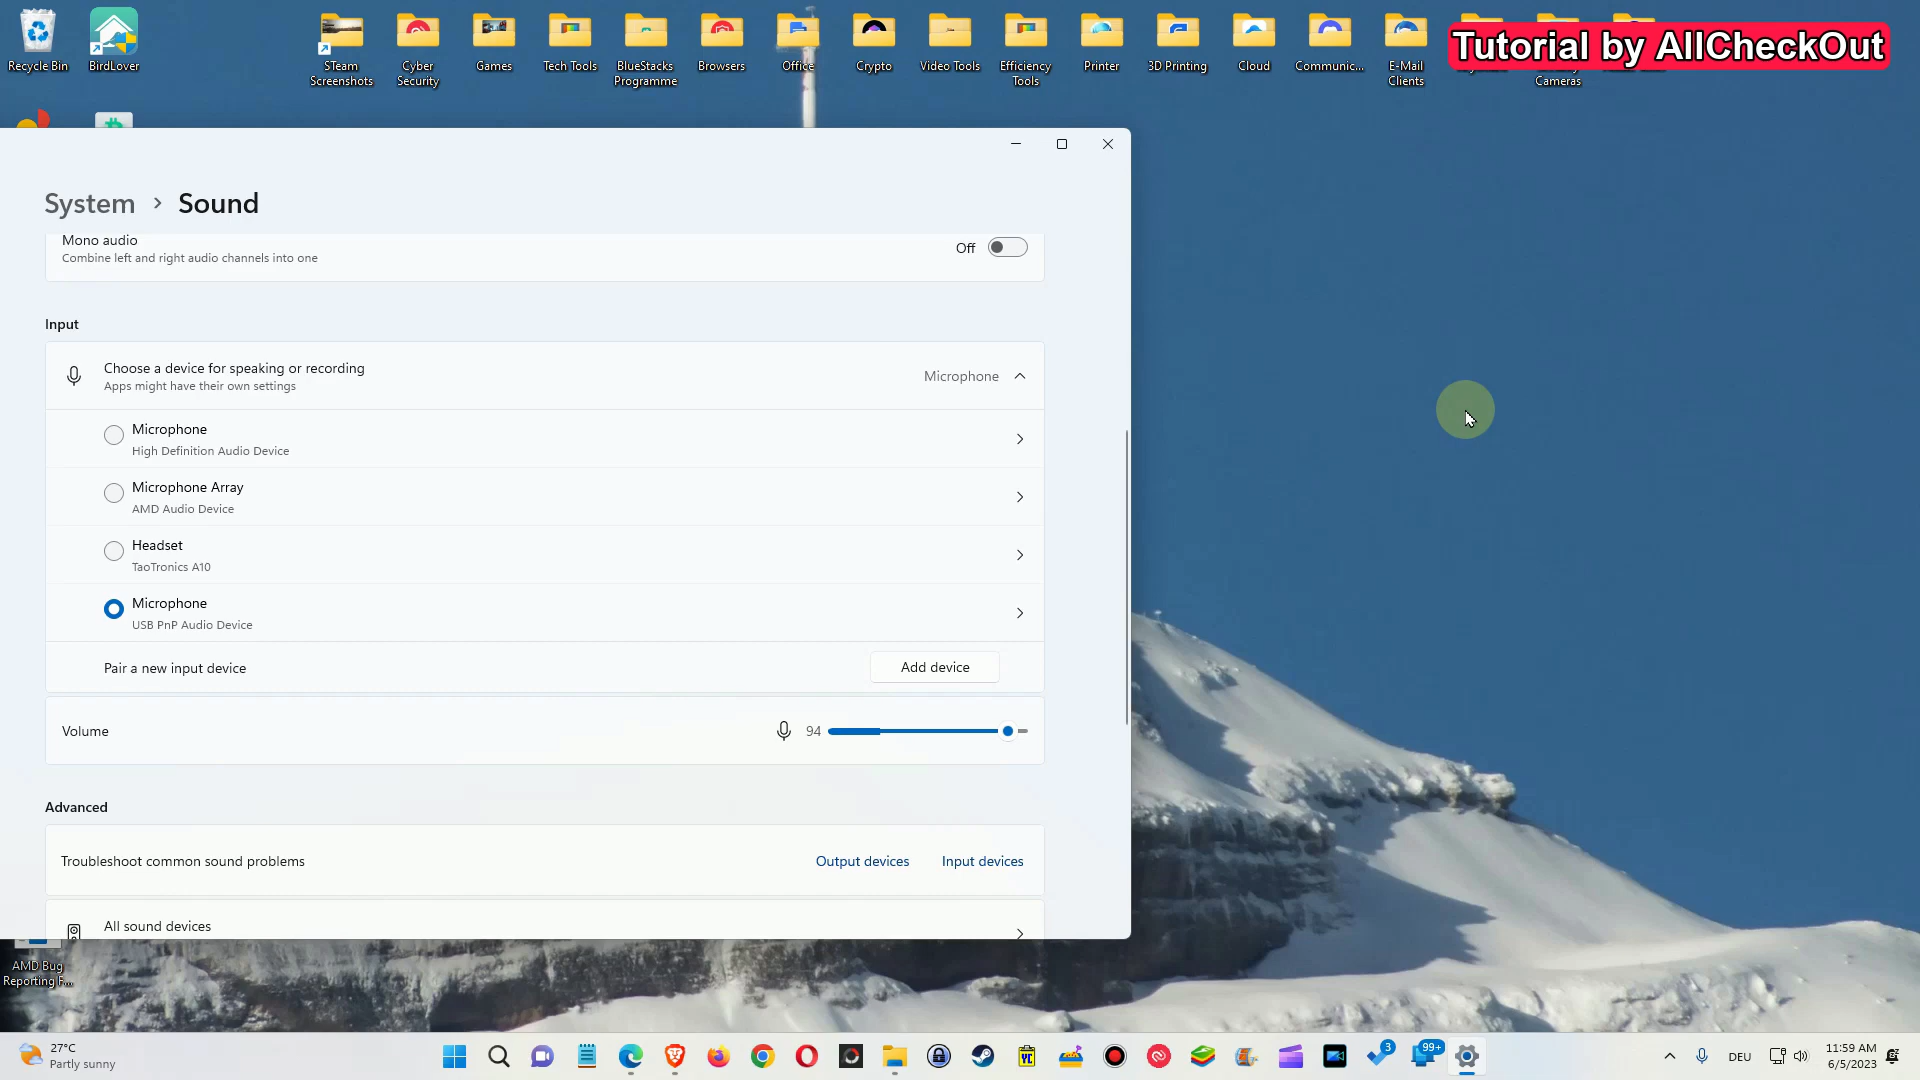 Recycle Bin
BirdLover
STeam
Screenshots
Cyber
Security
Games
Tech Tools
BlueStacks
Programme
Browsers
Office
Crypto
Video Tools
Efficiency
Tools
Printer
3D Printing
Cloud
Communic...
E-Mail
Clients
Cameras
Tutorial by AllCheckOut
System > Sound
Mono audio
Combine left and right audio channels into one
Off
Input
Choose a device for speaking or recording
Apps might have their own settings
Microphone
Microphone
High Definition Audio Device
Microphone Array
AMD Audio Device
Headset
TaoTronics A10
Microphone
USB PnP Audio Device
Pair a new input device
Add device
Volume
94
Advanced
Troubleshoot common sound problems
Output devices
Input devices
All sound devices
AMD Bug
Reporting F...
27°C
Partly sunny
3
99+
DEU
11:59 AM
6/5/2023